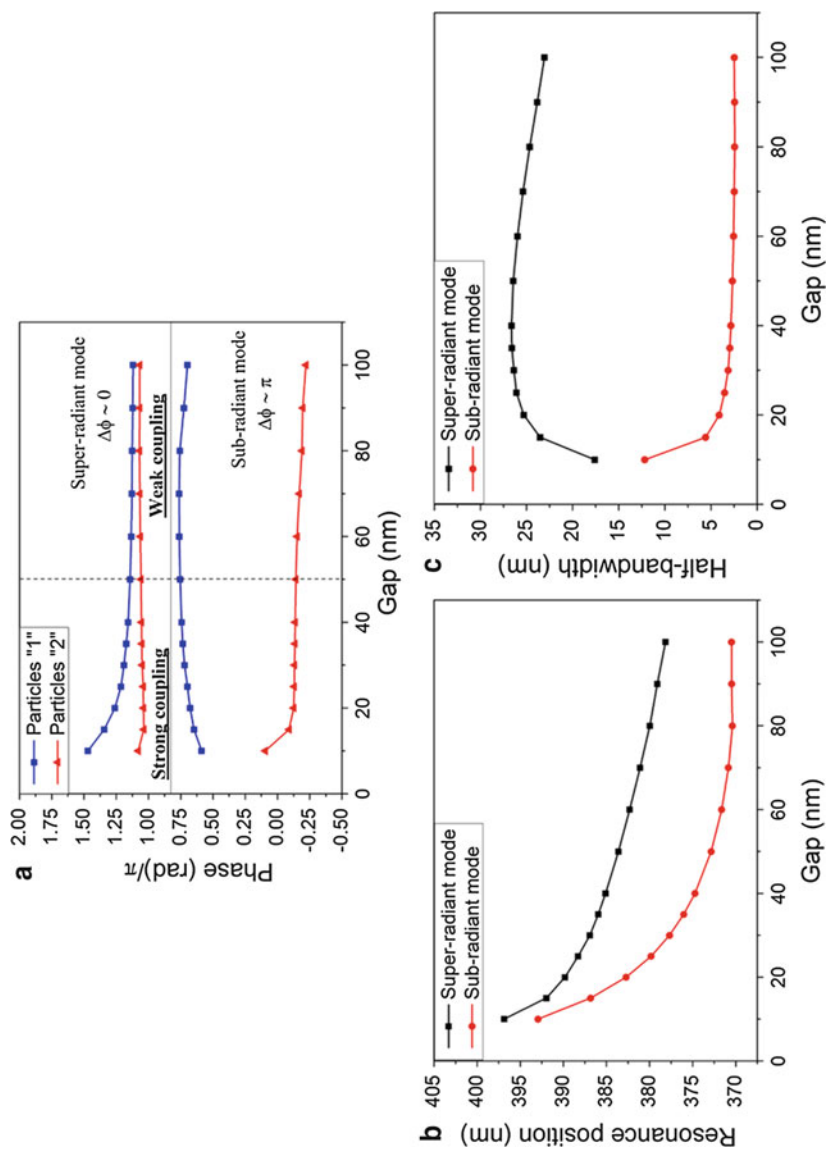 a
Particles "1"
Particles "2"
Super-radiant mode
Δϕ ~ 0
Strong coupling
Weak coupling
Sub-radiant mode
Δϕ ~ π
Phase (rad)/π
2.00
1.75
1.50
1.25
1.00
0.75
0.50
0.25
0.00
-0.25
-0.50
0 20 40 60 80 100
Gap (nm)
b
Super-radiant mode
Sub-radiant mode
Resonance position (nm)
405
400
395
390
385
380
375
370
0 20 40 60 80 100
Gap (nm)
c
Super-radiant mode
Sub-radiant mode
Half-bandwidth (nm)
35
30
25
20
15
10
5
0
0 20 40 60 80 100
Gap (nm)